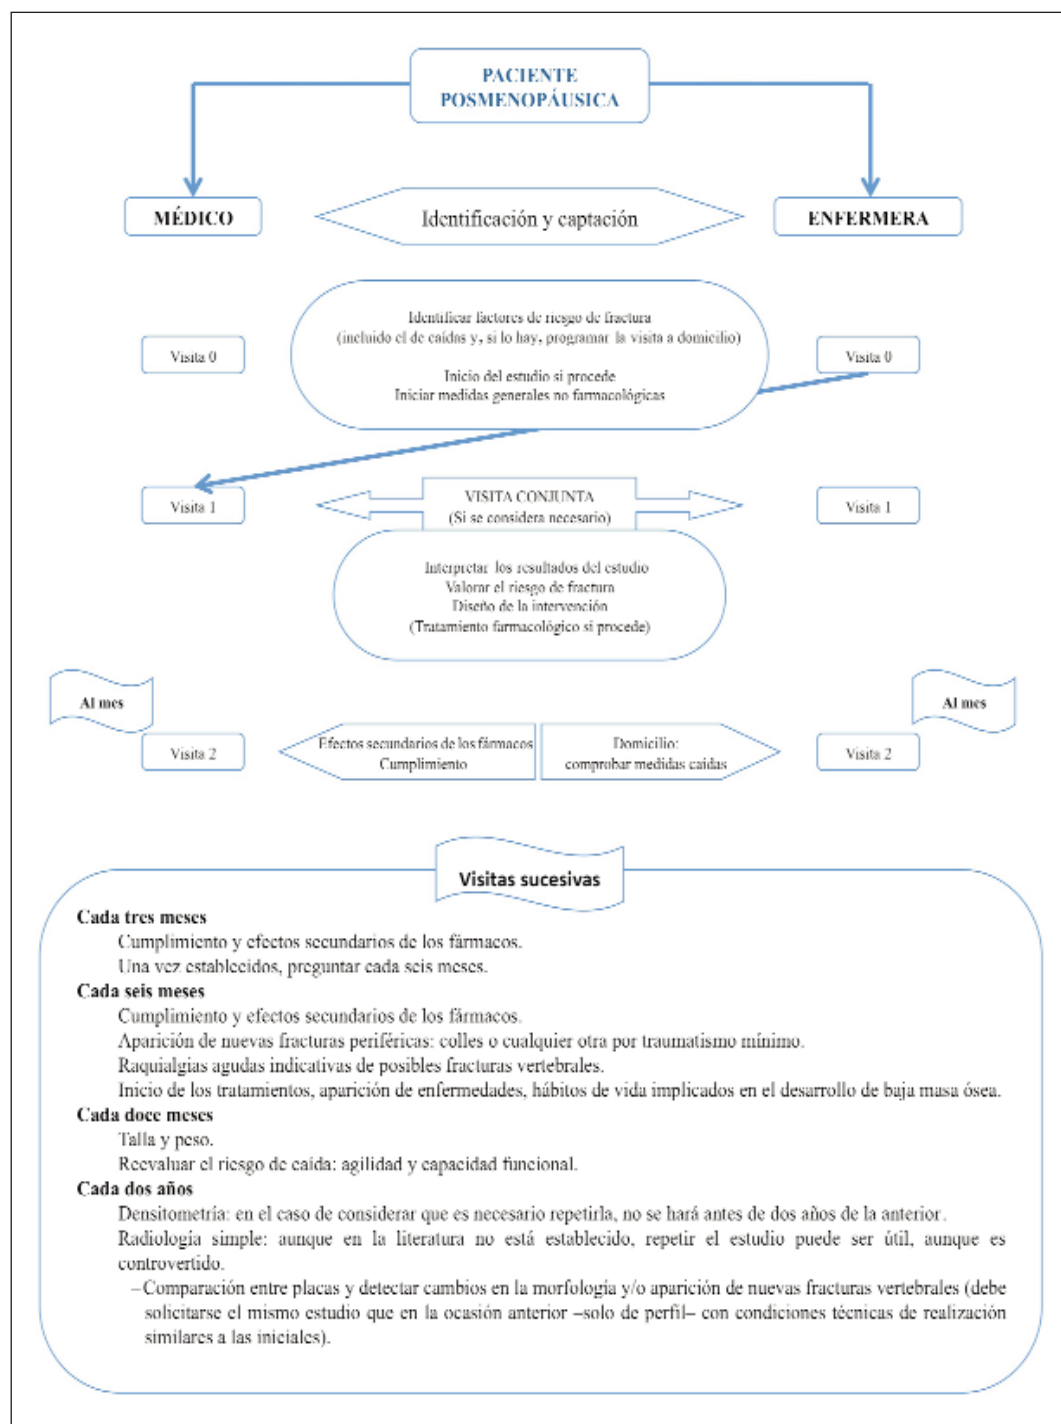 PACIENTE
POSMENOPÁUSICA
MÉDICO
Identificación y captación
ENFERMERA
Identificar factores de riesgo de fractura
(incluido el de caídas y, si lo hay, programar la visita a domicilio)
Inicio del estudio si procede
Iniciar medidas generales no farmacológicas
Visita 0
Visita 0
Visita 1
VISITA CONJUNTA
(Si se considera necesario)
Visita 1
Interpretar los resultados del estudio
Valorar el riesgo de fractura
Diseño de la intervención
(Tratamiento farmacológico si procede)
Al mes
Al mes
Visita 2
Efectos secundarios de los fármacos
Cumplimiento
Domicilio:
comprobar medidas caídas
Visita 2
Visitas sucesivas
Cada tres meses
Cumplimiento y efectos secundarios de los fármacos.
Una vez establecidos, preguntar cada seis meses.
Cada seis meses
Cumplimiento y efectos secundarios de los fármacos.
Aparición de nuevas fracturas periféricas: colles o cualquier otra por traumatismo mínimo.
Raquialgias agudas indicativas de posibles fracturas vertebrales.
Inicio de los tratamientos, aparición de enfermedades, hábitos de vida implicados en el desarrollo de baja masa ósea.
Cada doce meses
Talla y peso.
Reevaluar el riesgo de caída: agilidad y capacidad funcional.
Cada dos años
Densitometría: en el caso de considerar que es necesario repetirla, no se hará antes de dos años de la anterior.
Radiología simple: aunque en la literatura no está establecido, repetir el estudio puede ser útil, aunque es
controvertido.
–Comparación entre placas y detectar cambios en la morfología y/o aparición de nuevas fracturas vertebrales (debe
solicitarse el mismo estudio que en la ocasión anterior –solo de perfil– con condiciones técnicas de realización
similares a las iniciales).